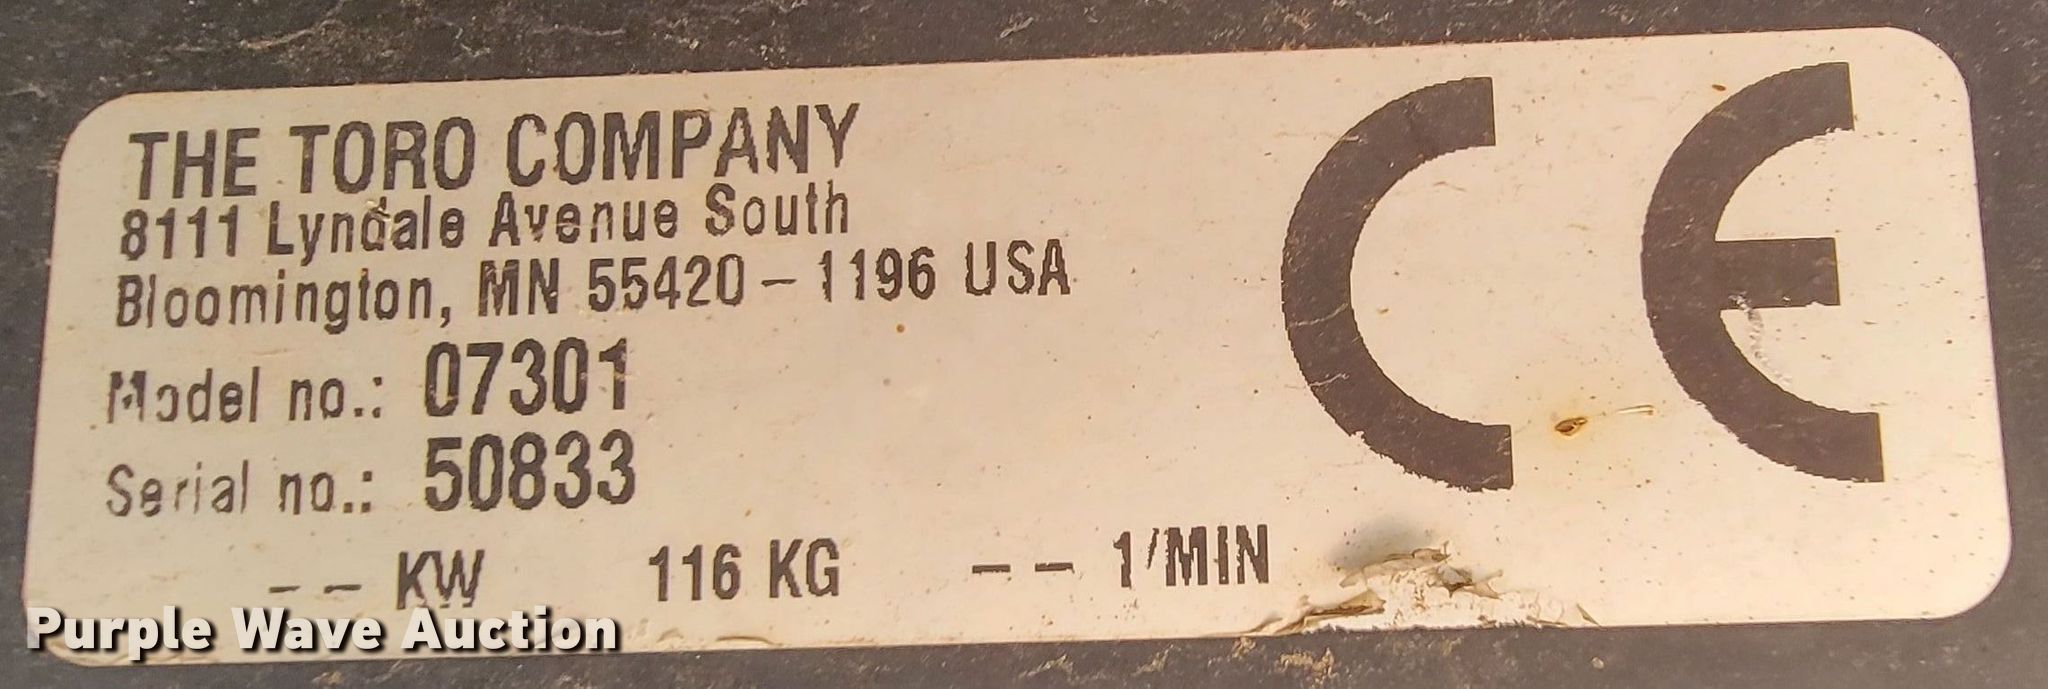 THE TORO COMPANY
8111 Lyndale Avenue South
Bloomington, MN 55420-1196 USA
Model no.: 07301
Serial no.: 50833
-- KW 116 KG -- 1/MIN
CE
Purple Wave Auction